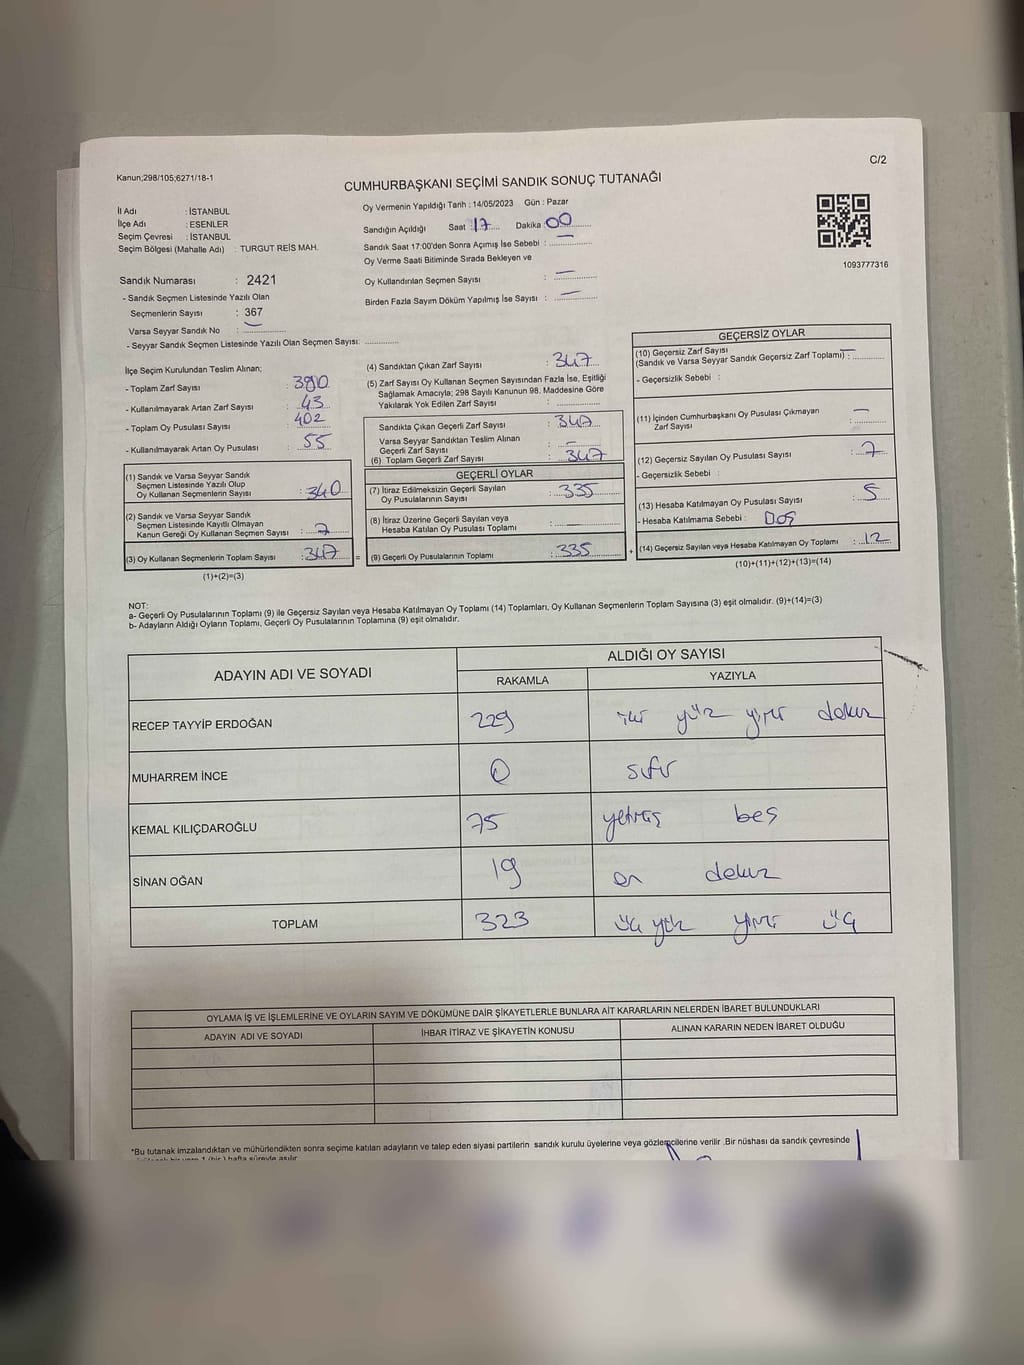 C/2
Kanun;298/105;6271/18-1
CUMHURBAŞKANI SEÇİMİ SANDIK SONUÇ TUTANAĞI
İl Adı : İSTANBUL
İlçe Adı : ESENLER
Seçim Çevresi : İSTANBUL
Seçim Bölgesi (Mahalle Adı) : TURGUT REİS MAH.
Sandık Numarası : 2421
- Sandık Seçmen Listesinde Yazılı Olan
Seçmenlerin Sayısı : 367
Varsa Seyyar Sandık No : —
- Seyyar Sandık Seçmen Listesinde Yazılı Olan Seçmen Sayısı:
Oy Vermenin Yapıldığı Tarih : 14/05/2023 Gün : Pazar
Sandığın Açıldığı Saat : 17 Dakika : 00
Sandık Saat 17:00'den Sonra Açımış İse Sebebi : —
Oy Verme Saati Bitiminde Sırada Bekleyen ve
Oy Kullandırılan Seçmen Sayısı : —
Birden Fazla Sayım Döküm Yapılmış İse Sayısı : —
1093777316
İlçe Seçim Kurulundan Teslim Alınan;
- Toplam Zarf Sayısı : 390
- Kullanılmayarak Artan Zarf Sayısı : 43
- Toplam Oy Pusulası Sayısı : 402
- Kullanılmayarak Artan Oy Pusulası : 55
(1) Sandık ve Varsa Seyyar Sandık
Seçmen Listesinde Yazılı Olup
Oy Kullanan Seçmenlerin Sayısı : 340
(2) Sandık ve Varsa Seyyar Sandık
Seçmen Listesinde Kayıtlı Olmayan
Kanun Gereği Oy Kullanan Seçmen Sayısı : 7
(3) Oy Kullanan Seçmenlerin Toplam Sayısı : 347 =
(1)+(2)=(3)
(4) Sandıktan Çıkan Zarf Sayısı : 347
(5) Zarf Sayısı Oy Kullanan Seçmen Sayısından Fazla İse, Eşitliği
Sağlamak Amacıyla; 298 Sayılı Kanunun 98. Maddesine Göre
Yakılarak Yok Edilen Zarf Sayısı :
Sandıkta Çıkan Geçerli Zarf Sayısı : 347
Varsa Seyyar Sandıktan Teslim Alınan
Geçerli Zarf Sayısı : —
(6) Toplam Geçerli Zarf Sayısı : 347
GEÇERLİ OYLAR
(7) İtiraz Edilmeksizin Geçerli Sayılan
Oy Pusulalarının Sayısı : 335
(8) İtiraz Üzerine Geçerli Sayılan veya
Hesaba Katılan Oy Pusulası Toplamı : —
(9) Geçerli Oy Pusulalarının Toplamı : 335 +
GEÇERSİZ OYLAR
(10) Geçersiz Zarf Sayısı
(Sandık ve Varsa Seyyar Sandık Geçersiz Zarf Toplamı) : —
- Geçersizlik Sebebi :
(11) İçinden Cumhurbaşkanı Oy Pusulası Çıkmayan
Zarf Sayısı : —
(12) Geçersiz Sayılan Oy Pusulası Sayısı : 7
- Geçersizlik Sebebi :
(13) Hesaba Katılmayan Oy Pusulası Sayısı : 5
- Hesaba Katılmama Sebebi : Boş
(14) Geçersiz Sayılan veya Hesaba Katılmayan Oy Toplamı : 12
(10)+(11)+(12)+(13)=(14)
NOT:
a- Geçerli Oy Pusulalarının Toplamı (9) ile Geçersiz Sayılan veya Hesaba Katılmayan Oy Toplamı (14) Toplamları, Oy Kullanan Seçmenlerin Toplam Sayısına (3) eşit olmalıdır. (9)+(14)=(3)
b- Adayların Aldığı Oyların Toplamı, Geçerli Oy Pusulalarının Toplamına (9) eşit olmalıdır.
ADAYIN ADI VE SOYADI
ALDIĞI OY SAYISI
RAKAMLA YAZIYLA
RECEP TAYYİP ERDOĞAN 229 iki yüz yirmi dokuz
MUHARREM İNCE 0 sıfır
KEMAL KILIÇDAROĞLU 75 yetmiş beş
SİNAN OĞAN 19 on dokuz
TOPLAM 323 üç yüz yirmi üç
OYLAMA İŞ VE İŞLEMLERİNE VE OYLARIN SAYIM VE DÖKÜMÜNE DAİR ŞİKAYETLERLE BUNLARA AİT KARARLARIN NELERDEN İBARET BULUNDUKLARI
ADAYIN ADI VE SOYADI İHBAR İTİRAZ VE ŞİKAYETİN KONUSU ALINAN KARARIN NEDEN İBARET OLDUĞU
*Bu tutanak imzalandıktan ve mühürlendikten sonra seçime katılan adayların ve talep eden siyasi partilerin sandık kurulu üyelerine veya gözlemcilerine verilir .Bir nüshası da sandık çevresinde